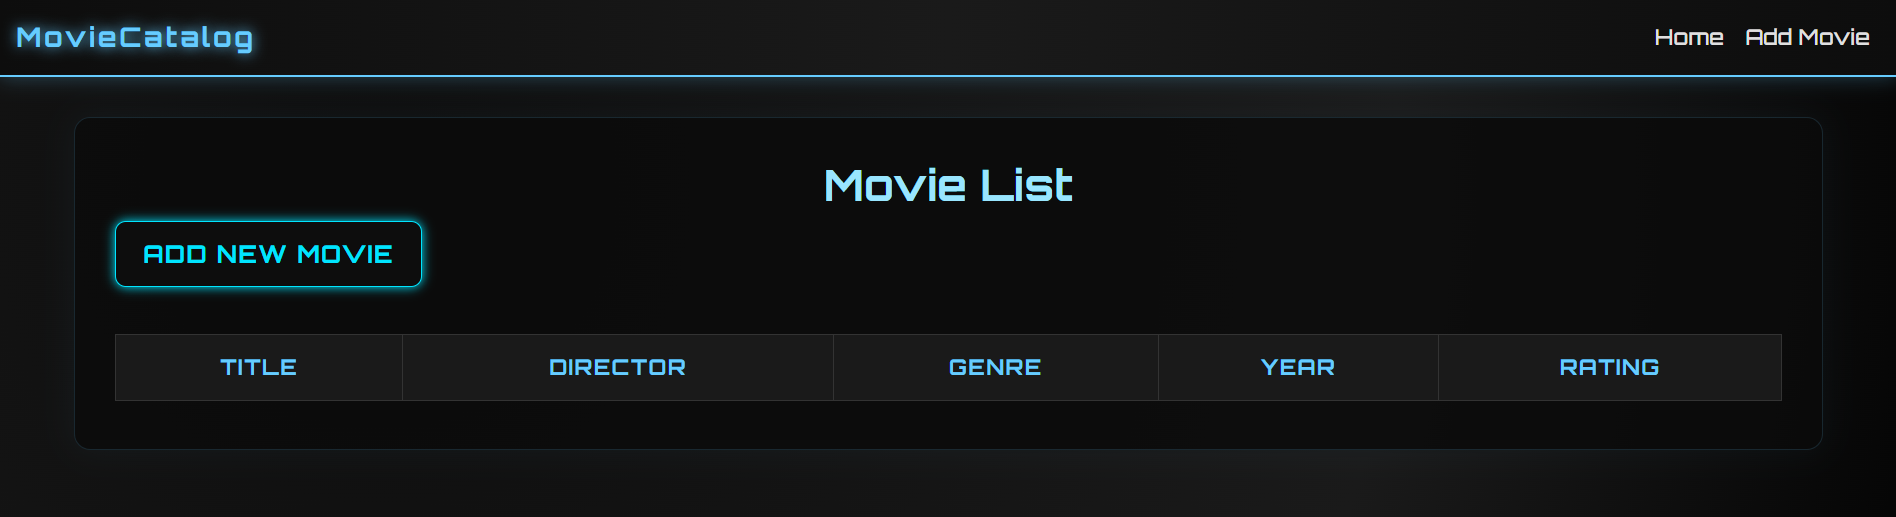 MovieCatalog Home Add Movie
Movie List
ADD NEW MOVIE
TITLE DIRECTOR GENRE YEAR RATING